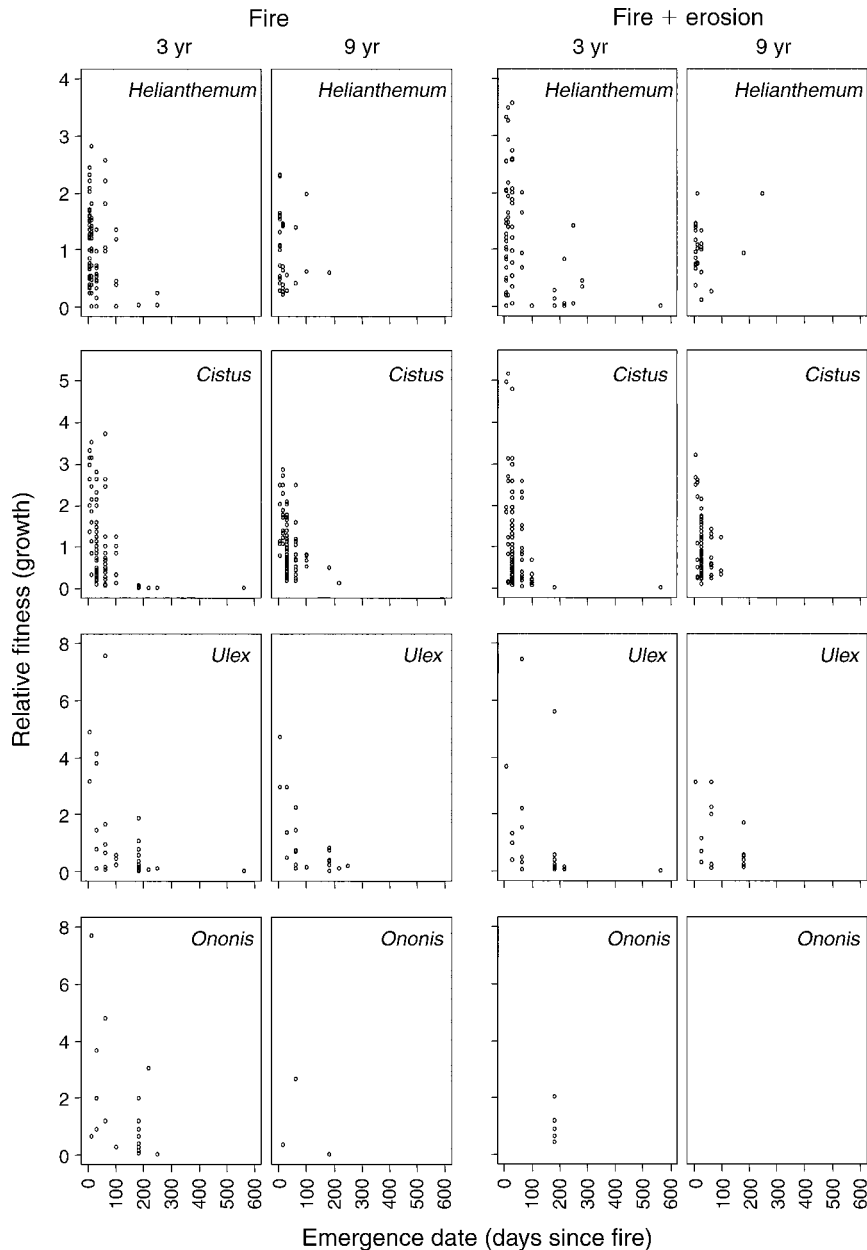 Fire Fire + erosion
3 yr 9 yr 3 yr 9 yr
4 3 2 1 0
Helianthemum Helianthemum Helianthemum Helianthemum
5 4 3 2 1 0
Cistus Cistus Cistus Cistus
8 6 4 2 0
Ulex Ulex Ulex Ulex
8 6 4 2 0
Ononis Ononis Ononis Ononis
Relative fitness (growth)
0 100 200 300 400 500 600 0 100 200 300 400 500 600 0 100 200 300 400 500 600 0 100 200 300 400 500 600
Emergence date (days since fire)